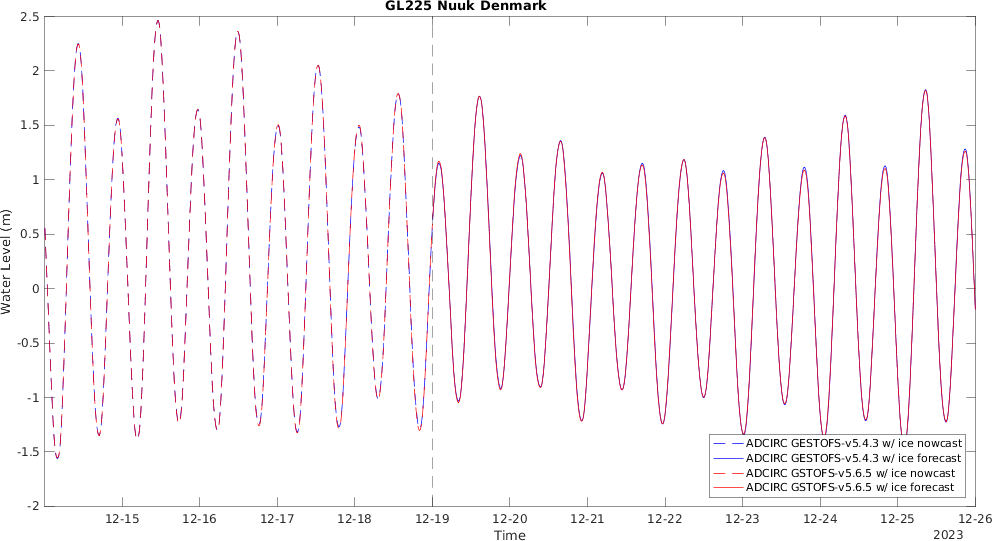 GL225 Nuuk Denmark
Water Level (m)
2.5
2
1.5
1
0.5
0
-0.5
-1
-1.5
-2
ADCIRC GESTOFS-v5.4.3 w/ ice nowcast
ADCIRC GESTOFS-v5.4.3 w/ ice forecast
ADCIRC GSTOFS-v5.6.5 w/ ice nowcast
ADCIRC GSTOFS-v5.6.5 w/ ice forecast
12-15 12-16 12-17 12-18 12-19 12-20 12-21 12-22 12-23 12-24 12-25 12-26
Time
2023